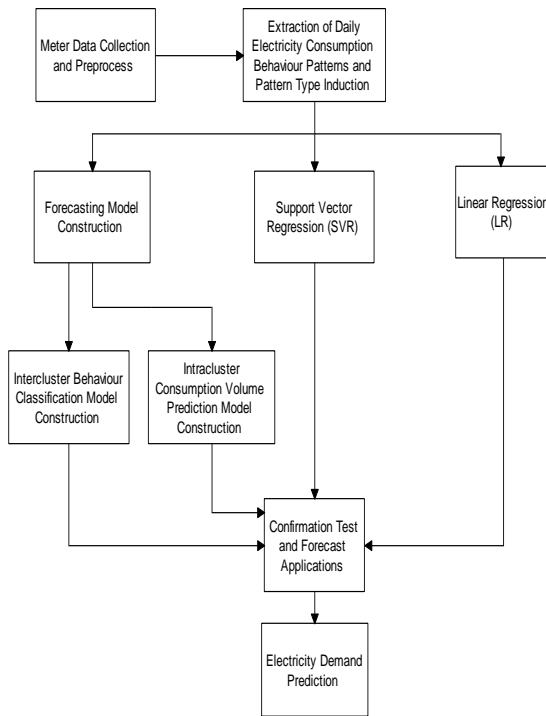 Meter Data Collection
and Preprocess
Extraction of Daily
Electricity Consumption
Behaviour Patterns and
Pattern Type Induction
Forecasting Model
Construction
Support Vector
Regression (SVR)
Linear Regression
(LR)
Intercluster Behaviour
Classification Model
Construction
Intracluster
Consumption Volume
Prediction Model
Construction
Confirmation Test
and Forecast
Applications
Electricity Demand
Prediction